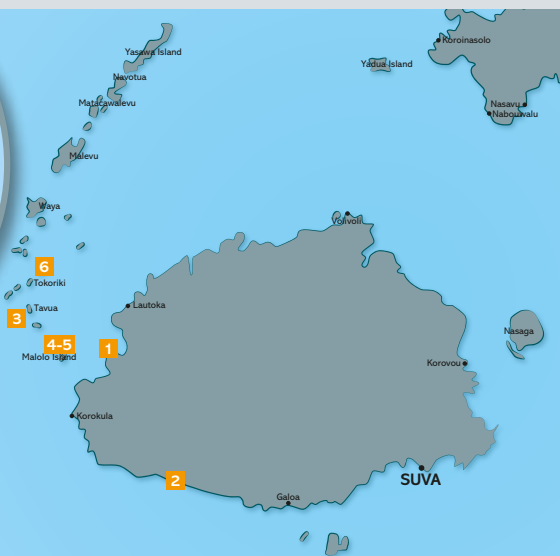 Koroinasolo
Yasawa Island
Yadua Island
Navotua
Matacawalevu
Nasavu
Nabouwalu
Malevu
Waya
Volivoli
6
Tokoriki
Lautoka
Tavua
3
Nasaga
4-5
1
Malolo Island
Korovou
Korokula
2
SUVA
Galoa